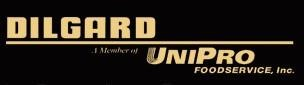 DILGARD
A Member of UNIPRO
FOODSERVICE, Inc.